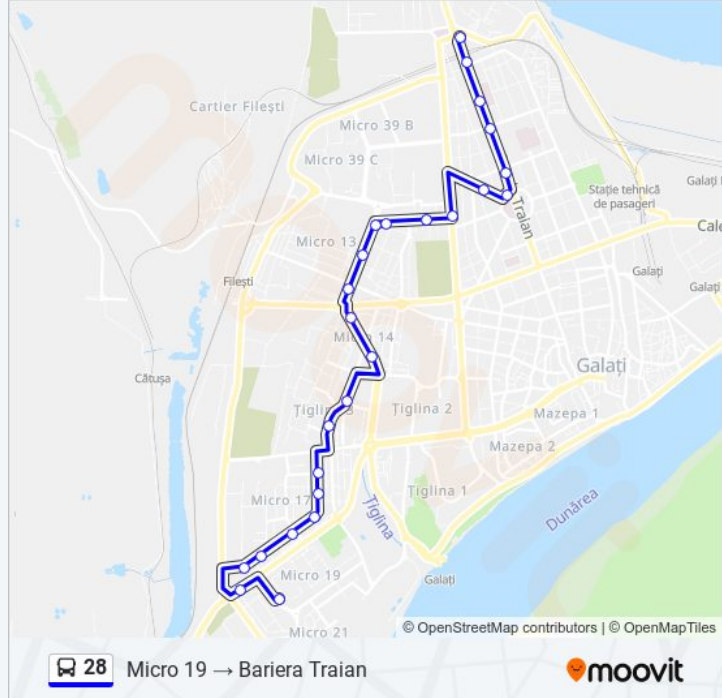 Cartier Filești
Micro 39 B
Micro 39 C
Stație tehnică
de pasageri
Galați
Traian
Cale
Micro 13
Galați
Galați
Filești
Micro 14
Galați
Cătușa
Țiglina 3
Țiglina 2
Mazepa 1
Mazepa 2
Țiglina 1
Micro 17
Țiglina
Dunărea
Micro 19
Galați
Micro 21
© OpenStreetMap contributors | © OpenMapTiles
28 Micro 19 → Bariera Traian
moovit